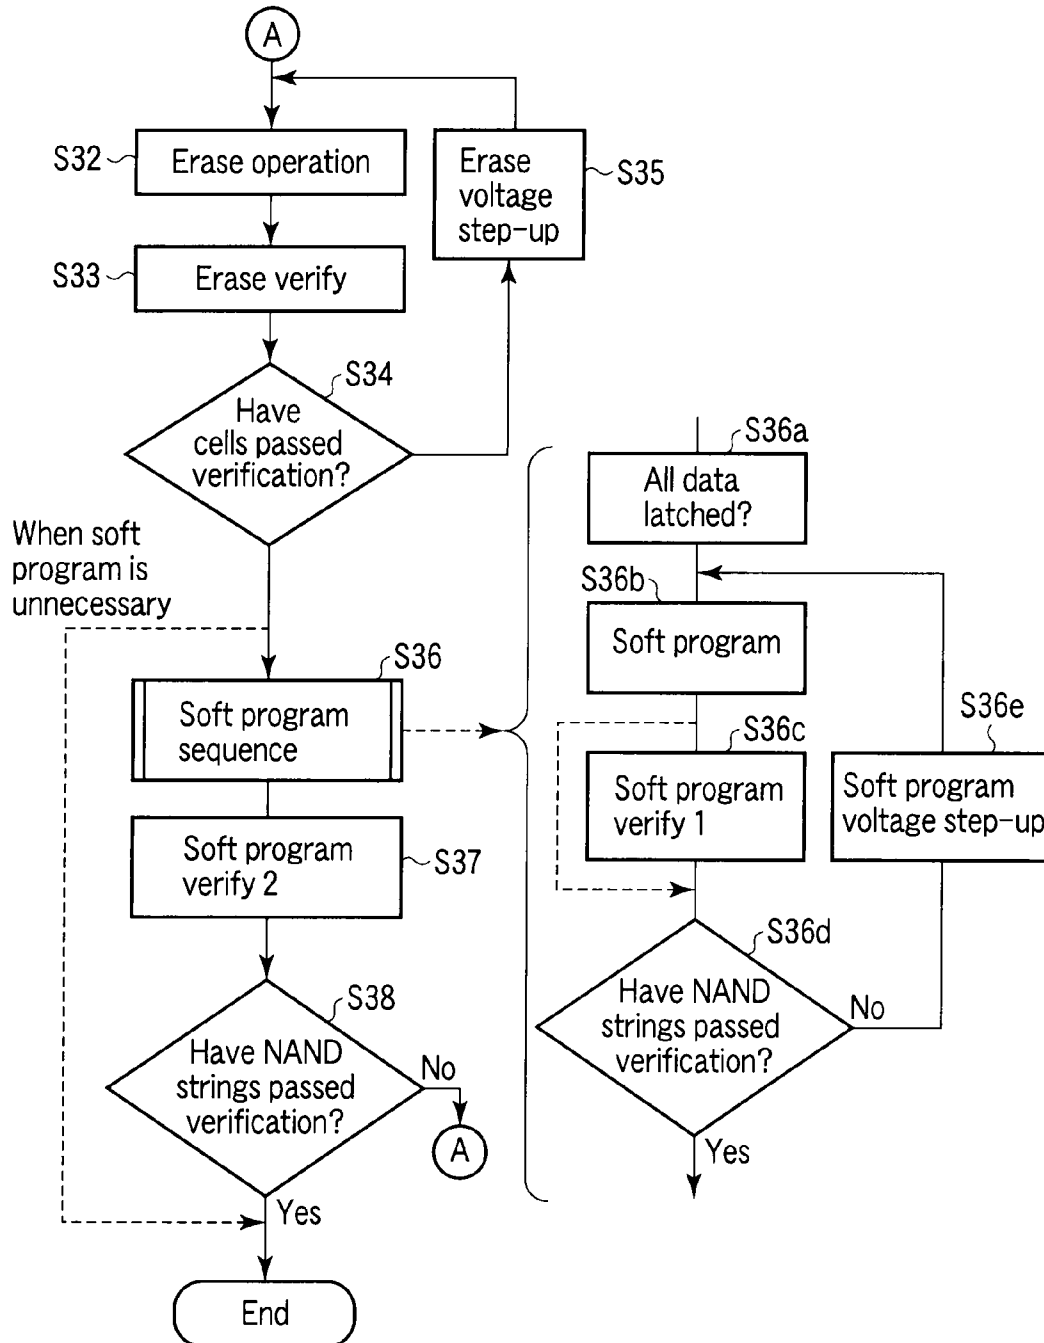 A
S32
Erase operation
Erase
voltage
step-up
S35
S33
Erase verify
S34
Have
cells passed
verification?
When soft
program is
unnecessary
S36
Soft program
sequence
Soft program
verify 2
S37
S38
Have NAND
strings passed
verification?
No
A
Yes
End
S36a
All data
latched?
S36b
Soft program
S36c
Soft program
verify 1
S36e
Soft program
voltage step-up
S36d
Have NAND
strings passed
verification?
No
Yes